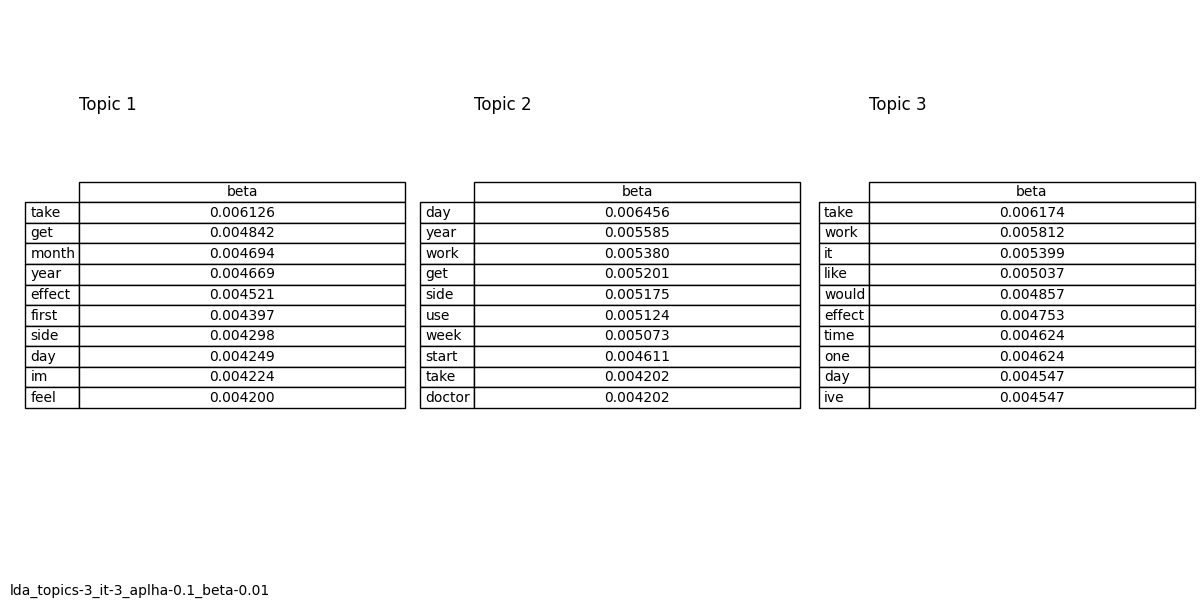 Topic 1 Topic 2 Topic 3
beta beta beta
take 0.006126 day 0.006456 take 0.006174
get 0.004842 year 0.005585 work 0.005812
month 0.004694 work 0.005380 it 0.005399
year 0.004669 get 0.005201 like 0.005037
effect 0.004521 side 0.005175 would 0.004857
first 0.004397 use 0.005124 effect 0.004753
side 0.004298 week 0.005073 time 0.004624
day 0.004249 start 0.004611 one 0.004624
im 0.004224 take 0.004202 day 0.004547
feel 0.004200 doctor 0.004202 ive 0.004547
lda_topics-3_it-3_aplha-0.1_beta-0.01